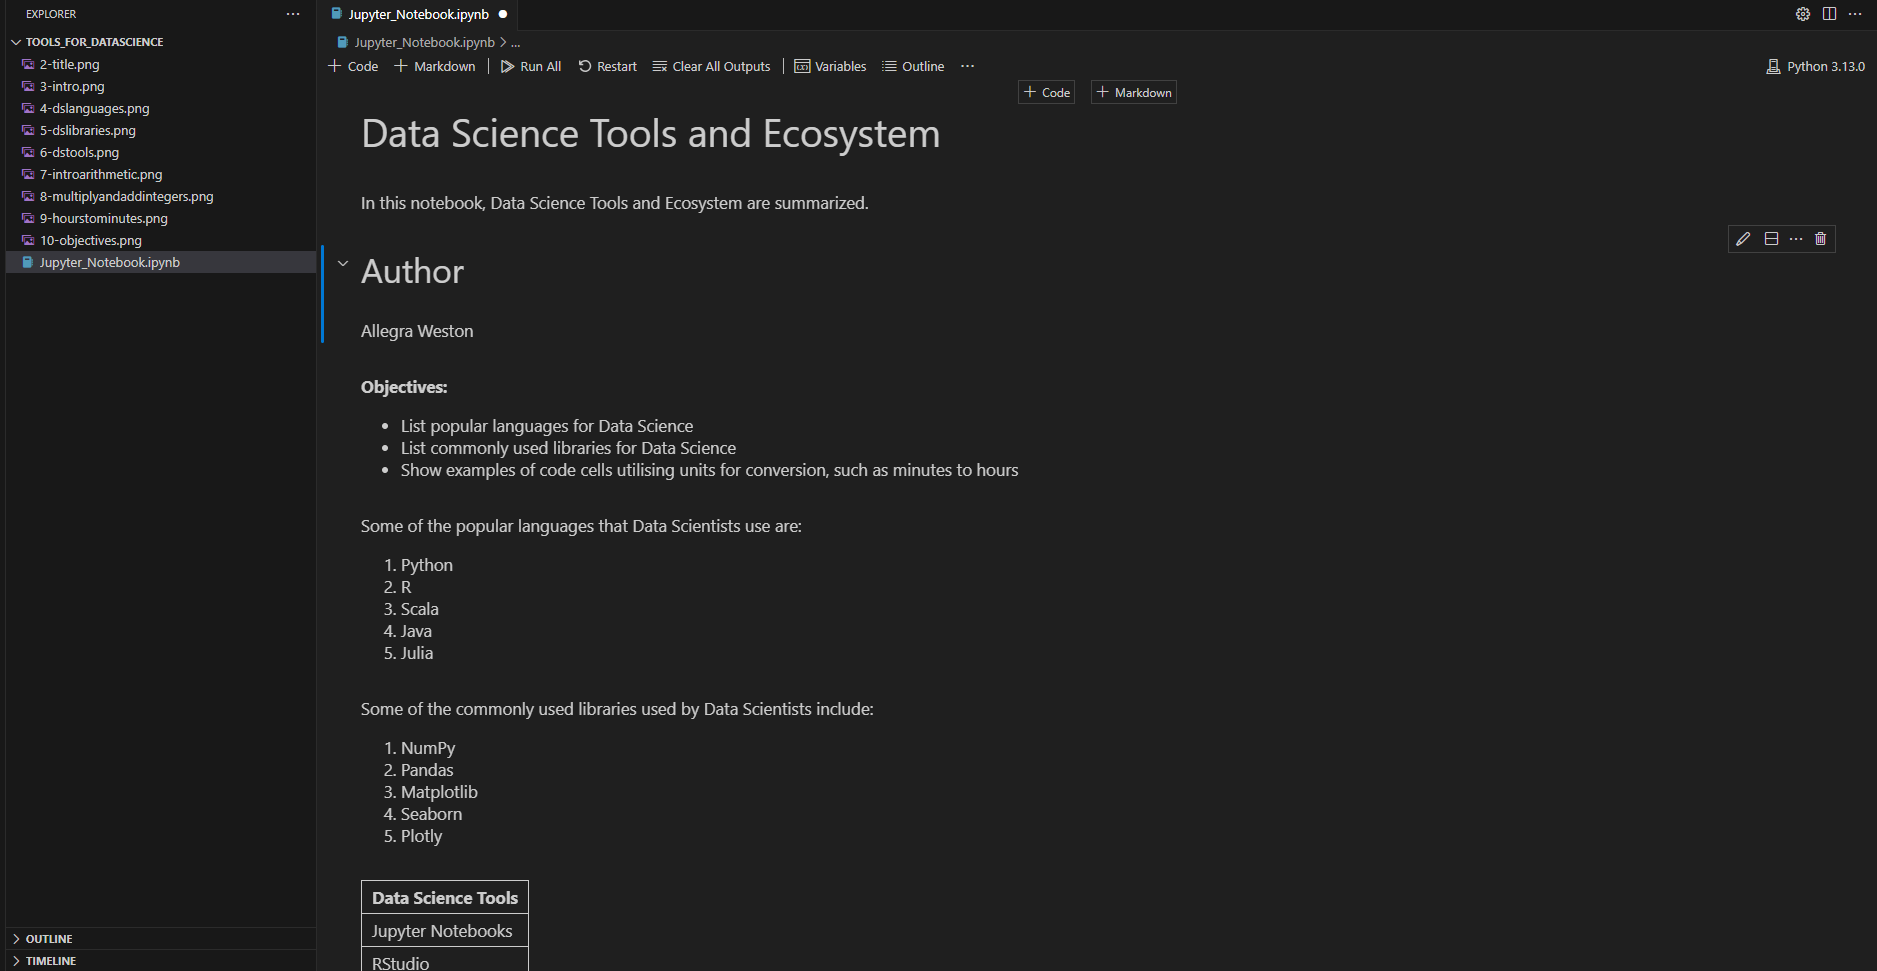 EXPLORER
TOOLS_FOR_DATASCIENCE
2-title.png
3-intro.png
4-dslanguages.png
5-dslibraries.png
6-dstools.png
7-introarithmetic.png
8-multiplyandaddintegers.png
9-hourstominutes.png
10-objectives.png
Jupyter_Notebook.ipynb
OUTLINE
TIMELINE
Jupyter_Notebook.ipynb
Jupyter_Notebook.ipynb > ...
+ Code + Markdown | Run All Restart Clear All Outputs | Variables Outline ... Python 3.13.0
+ Code + Markdown
Data Science Tools and Ecosystem
In this notebook, Data Science Tools and Ecosystem are summarized.
Author
Allegra Weston
Objectives:
• List popular languages for Data Science
• List commonly used libraries for Data Science
• Show examples of code cells utilising units for conversion, such as minutes to hours
Some of the popular languages that Data Scientists use are:
1. Python
2. R
3. Scala
4. Java
5. Julia
Some of the commonly used libraries used by Data Scientists include:
1. NumPy
2. Pandas
3. Matplotlib
4. Seaborn
5. Plotly
Data Science Tools
Jupyter Notebooks
RStudio